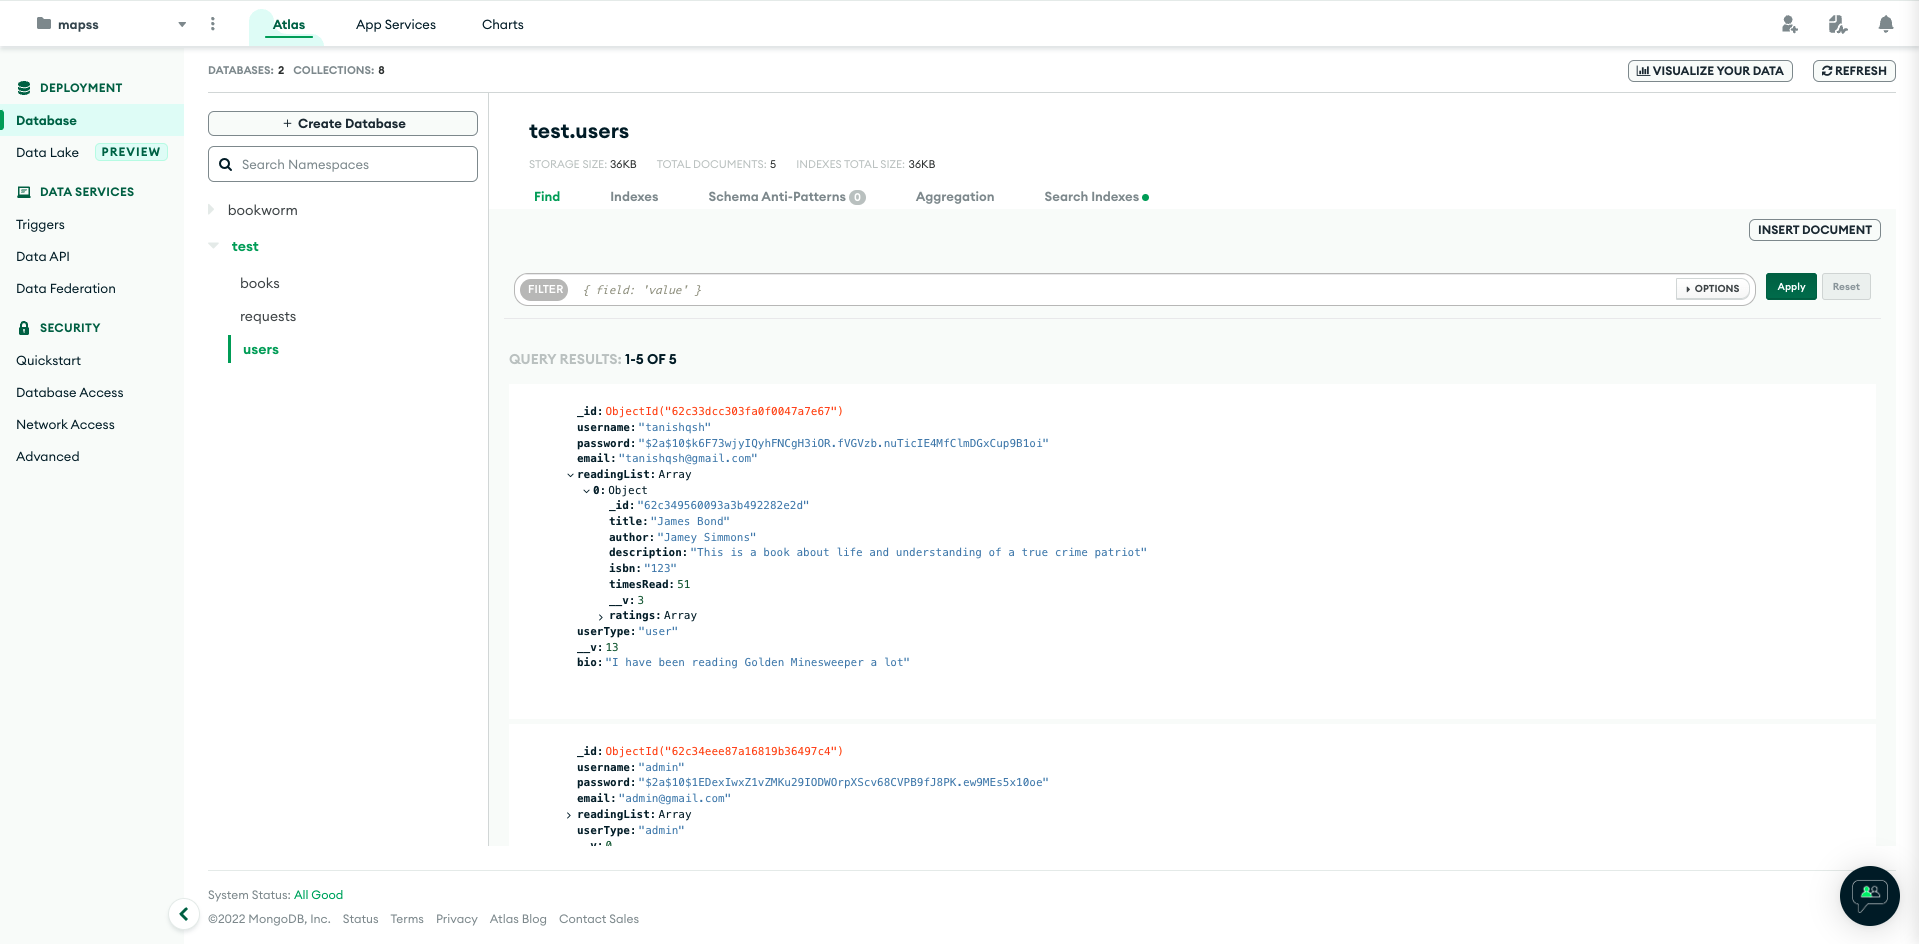 mapss
Atlas
App Services
Charts
DEPLOYMENT
Database
Data Lake PREVIEW
DATA SERVICES
Triggers
Data API
Data Federation
SECURITY
Quickstart
Database Access
Network Access
Advanced
DATABASES: 2 COLLECTIONS: 8
VISUALIZE YOUR DATA
REFRESH
+ Create Database
Search Namespaces
bookworm
test
books
requests
users
test.users
STORAGE SIZE: 36KB TOTAL DOCUMENTS: 5 INDEXES TOTAL SIZE: 36KB
Find Indexes Schema Anti-Patterns 0 Aggregation Search Indexes
INSERT DOCUMENT
FILTER { field: 'value' } OPTIONS Apply Reset
QUERY RESULTS: 1-5 OF 5
_id: ObjectId("62c33dcc303fa0f0047a7e67")
username: "tanishqsh"
password: "$2a$10$k6F73wjyIQyhFNCgH3iOR.fVGVzb.nuTicIE4MfClmDGxCup9B1oi"
email: "tanishqsh@gmail.com"
readingList: Array
0: Object
_id: "62c349560093a3b492282e2d"
title: "James Bond"
author: "Jamey Simmons"
description: "This is a book about life and understanding of a true crime patriot"
isbn: "123"
timesRead: 51
__v: 3
ratings: Array
userType: "user"
__v: 13
bio: "I have been reading Golden Minesweeper a lot"
_id: ObjectId("62c34eee87a16819b36497c4")
username: "admin"
password: "$2a$10$1EDexIwxZ1vZMKu29IODWOrpXScv68CVPB9fJ8PK.ew9MEs5x10oe"
email: "admin@gmail.com"
readingList: Array
userType: "admin"
__v: 0
System Status: All Good
©2022 MongoDB, Inc. Status Terms Privacy Atlas Blog Contact Sales